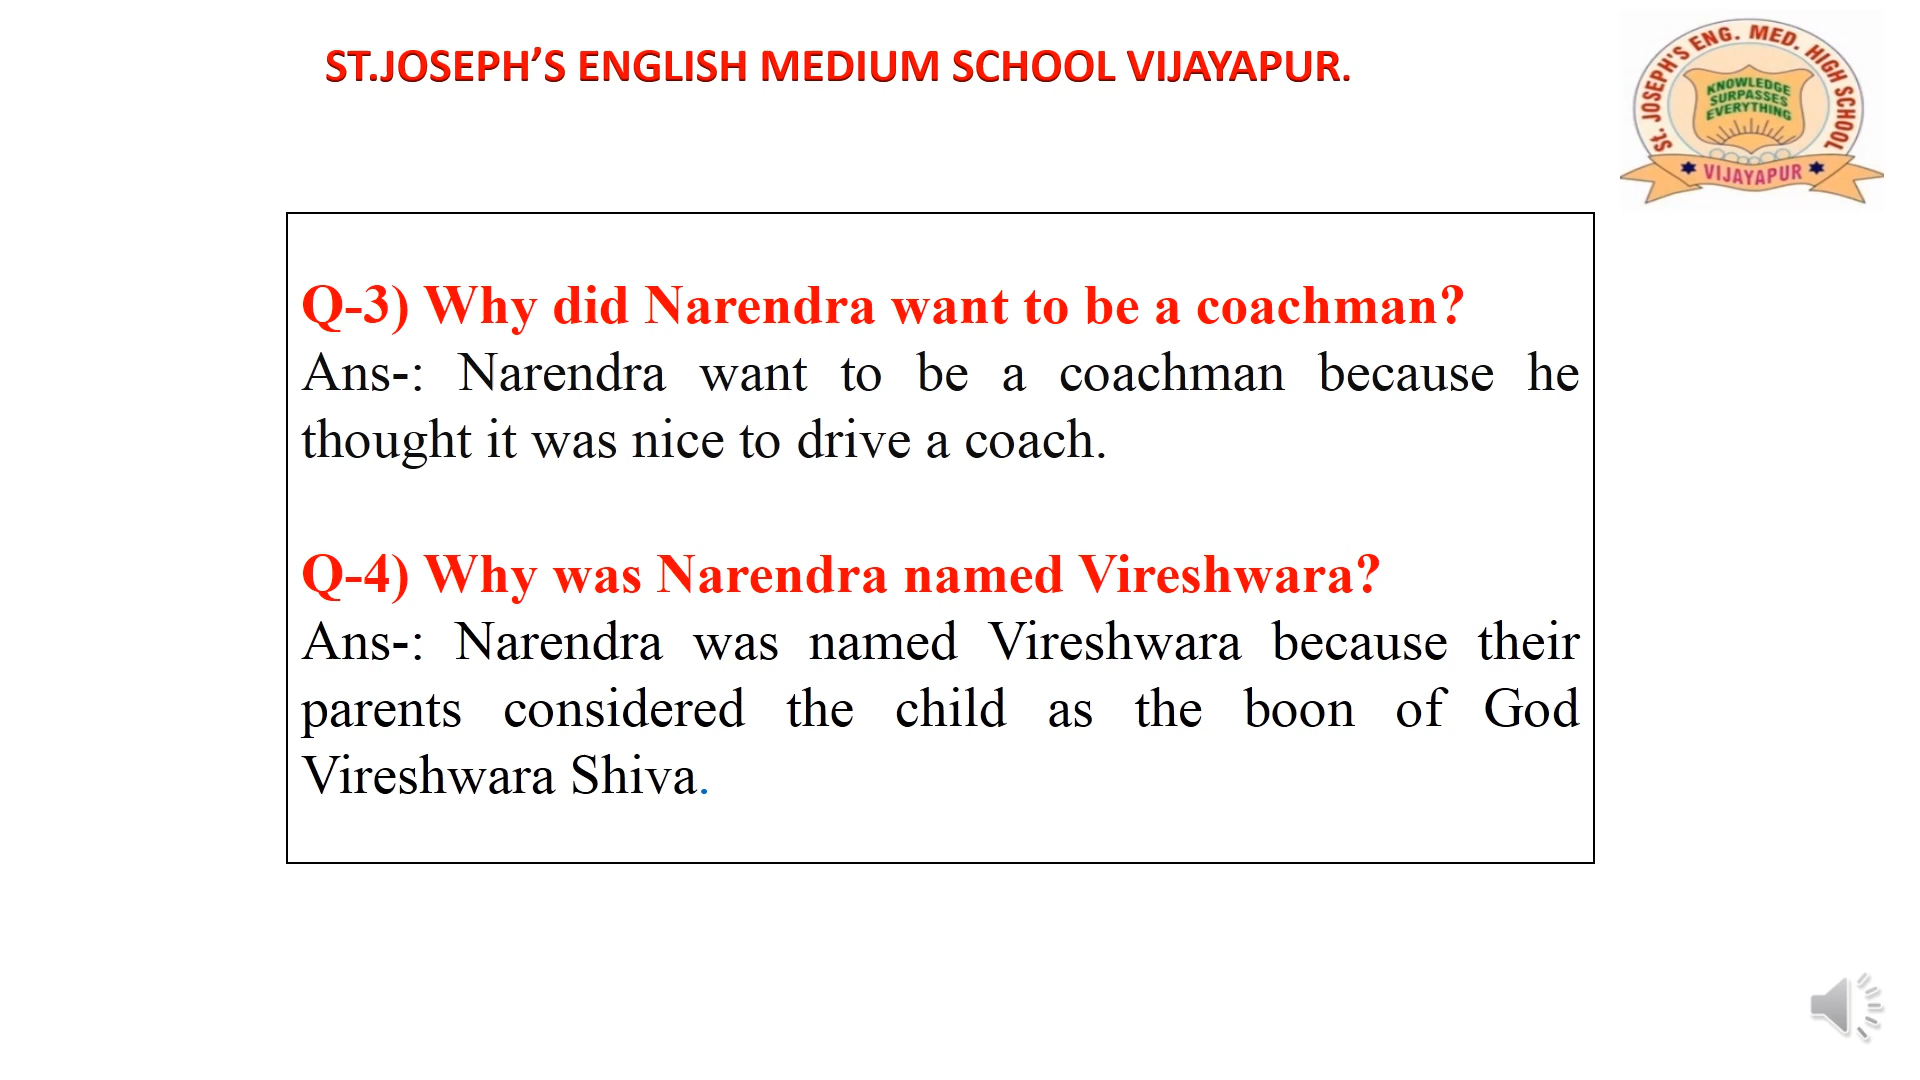 ST.JOSEPH’S ENGLISH MEDIUM SCHOOL VIJAYAPUR.
St. JOSEPH'S ENG. MED. HIGH SCHOOL
KNOWLEDGE
SURPASSES
EVERYTHING
VIJAYAPUR
Q-3) Why did Narendra want to be a coachman?
Ans-: Narendra want to be a coachman because he
thought it was nice to drive a coach.
Q-4) Why was Narendra named Vireshwara?
Ans-: Narendra was named Vireshwara because their
parents considered the child as the boon of God
Vireshwara Shiva.